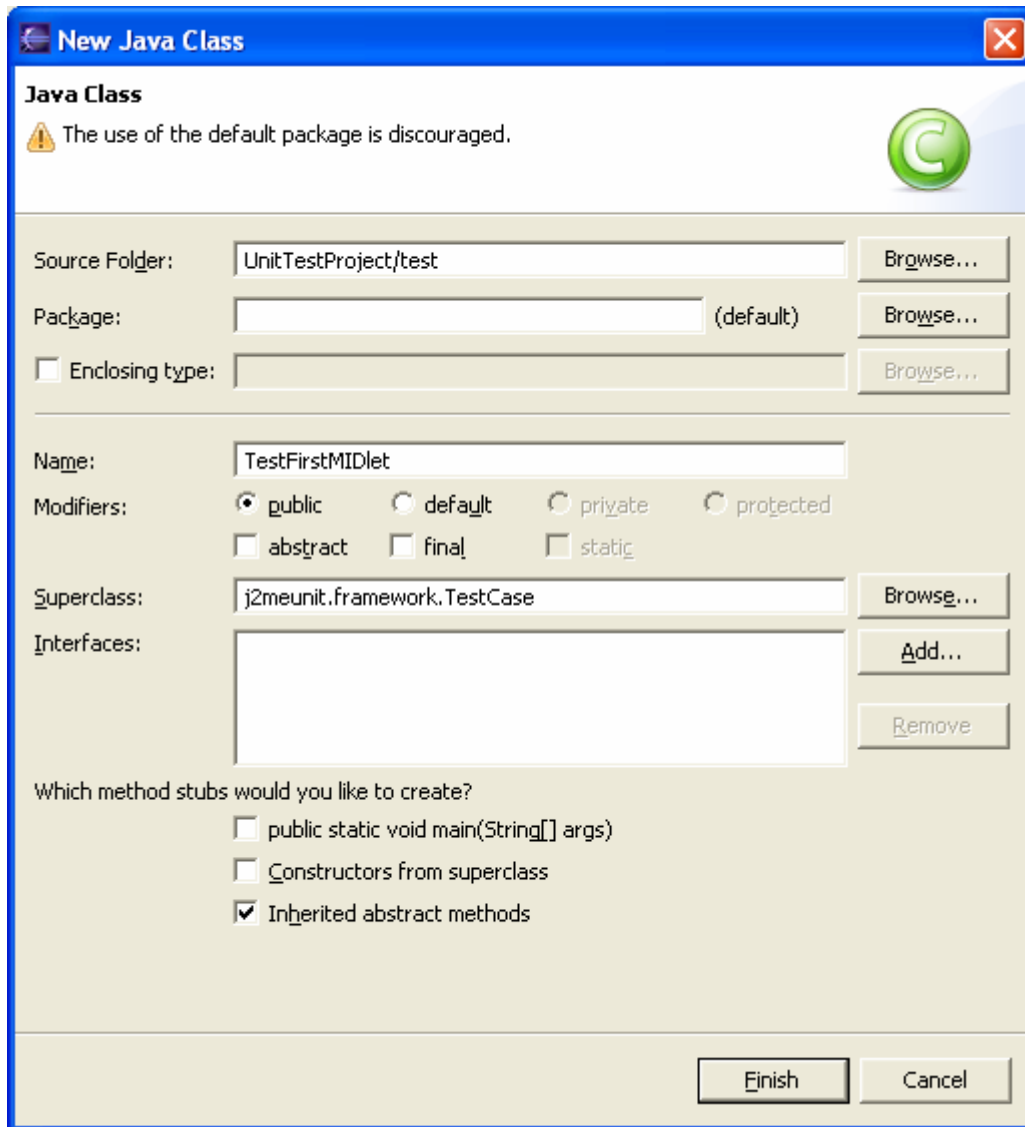 New Java Class
Java Class
The use of the default package is discouraged.
Source Folder: UnitTestProject/test Browse...
Package: (default) Browse...
Enclosing type: Browse...
Name: TestFirstMIDlet
Modifiers: public default private protected
abstract final static
Superclass: j2meunit.framework.TestCase Browse...
Interfaces: Add...
Remove
Which method stubs would you like to create?
public static void main(String[] args)
Constructors from superclass
Inherited abstract methods
Finish Cancel